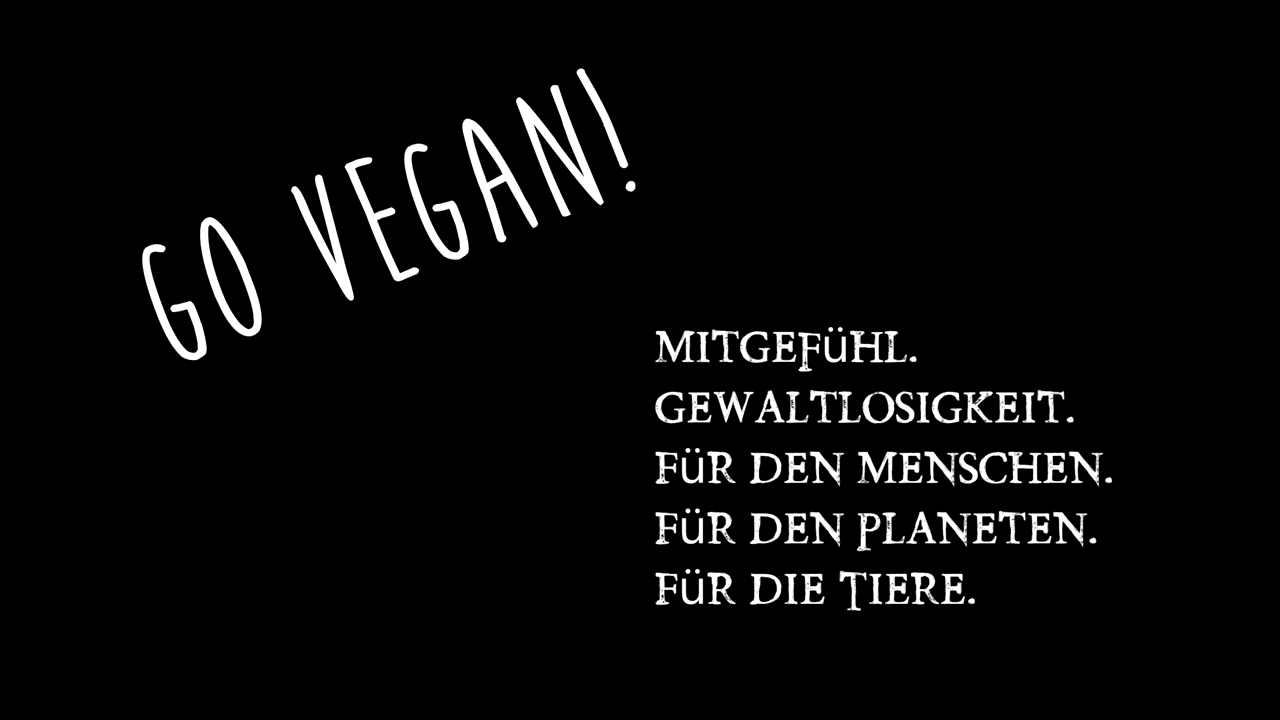 GO VEGAN!
MITGEFÜHL.
GEWALTLOSIGKEIT.
FÜR DEN MENSCHEN.
FÜR DEN PLANETEN.
FÜR DIE TIERE.